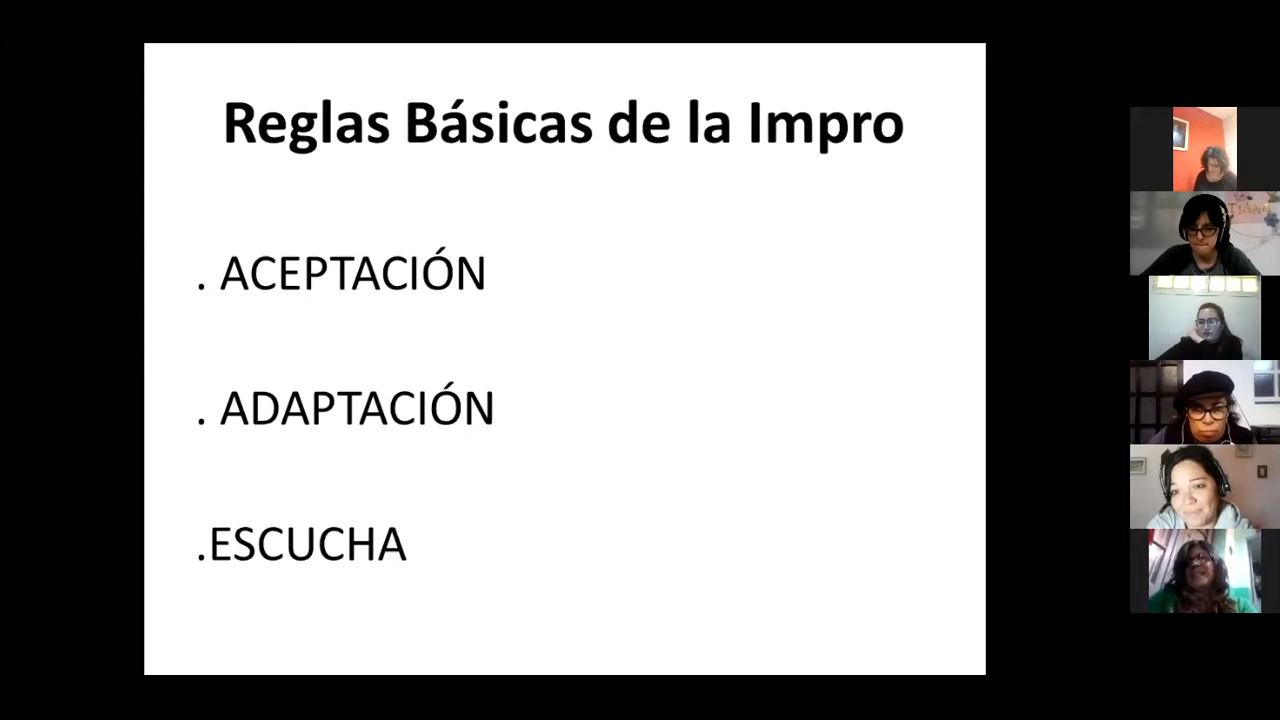 Reglas Básicas de la Impro
. ACEPTACIÓN
. ADAPTACIÓN
.ESCUCHA